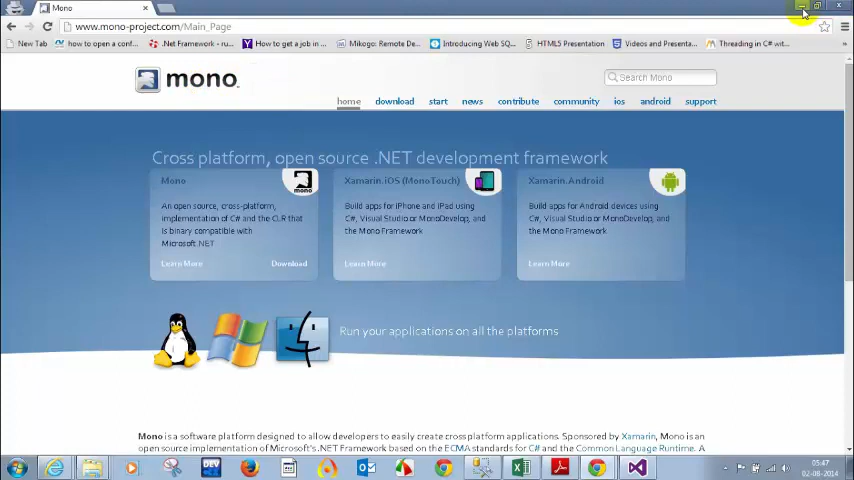 Mono
www.mono-project.com/Main_Page
New Tab how to open a conf... .Net Framework - ru... How to get a job in ... Mikogo: Remote De... Introducing Web SQ... HTML5 Presentation Videos and Presenta... Threading in C# wit...
mono
mono
Search Mono
home download start news contribute community ios android support
Cross platform, open source .NET development framework
Mono
An open source, cross-platform,
implementation of C# and the CLR that
is binary compatible with
Microsoft.NET
Learn More Download
mono
Xamarin.iOS (MonoTouch)
Build apps for iPhone and iPad using
C#, Visual Studio or MonoDevelop, and
the Mono Framework
Learn More
Xamarin.Android
Build apps for Android devices using
C#, Visual Studio or MonoDevelop, and
the Mono Framework
Learn More
Run your applications on all the platforms
Mono is a software platform designed to allow developers to easily create cross platform applications. Sponsored by Xamarin, Mono is an
open source implementation of Microsoft's .NET Framework based on the ECMA standards for C# and the Common Language Runtime. A
DEV
05:47
02-08-2014